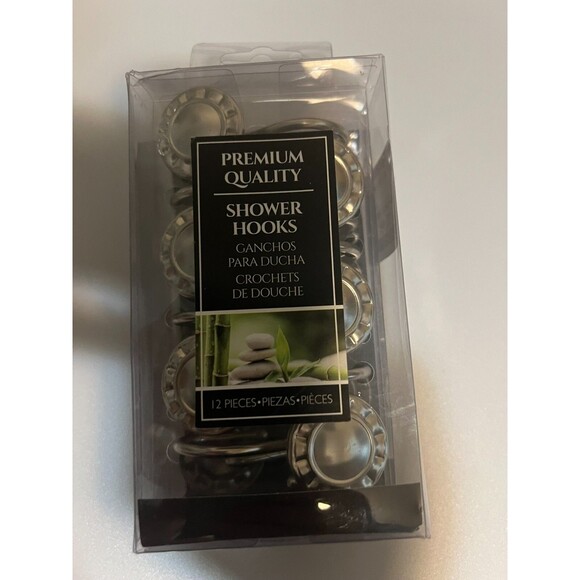 PREMIUM
QUALITY
SHOWER
HOOKS
GANCHOS
PARA DUCHA
CROCHETS
DE DOUCHE
12 PIECES•PIEZAS•PIÈCES